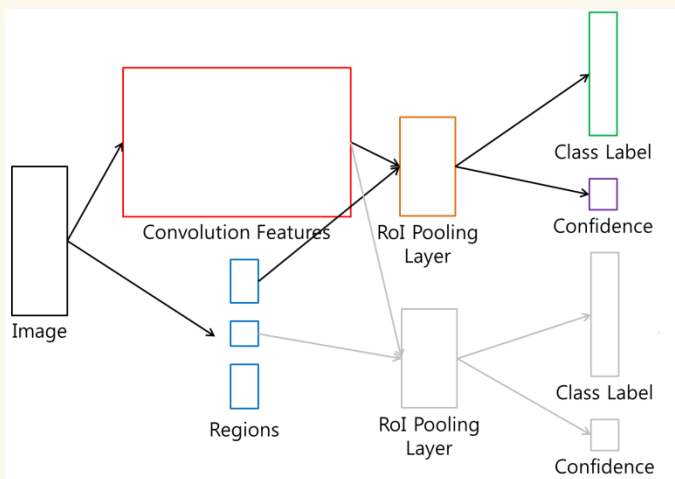 Class Label
Convolution Features
RoI Pooling
Layer
Confidence
Image
Regions
RoI Pooling
Layer
Class Label
Confidence